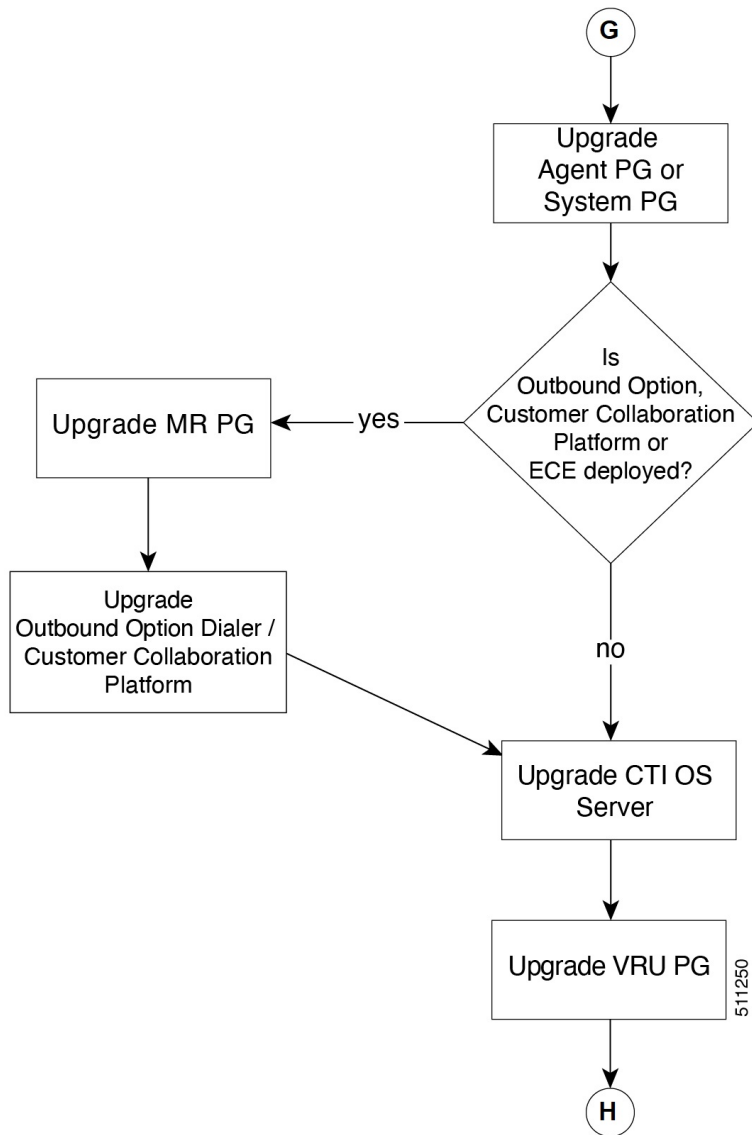 G
Upgrade
Agent PG or
System PG
Is
Outbound Option,
Customer Collaboration
Platform or
ECE deployed?
yes
Upgrade MR PG
Upgrade
Outbound Option Dialer /
Customer Collaboration
Platform
no
Upgrade CTI OS
Server
Upgrade VRU PG
511250
H